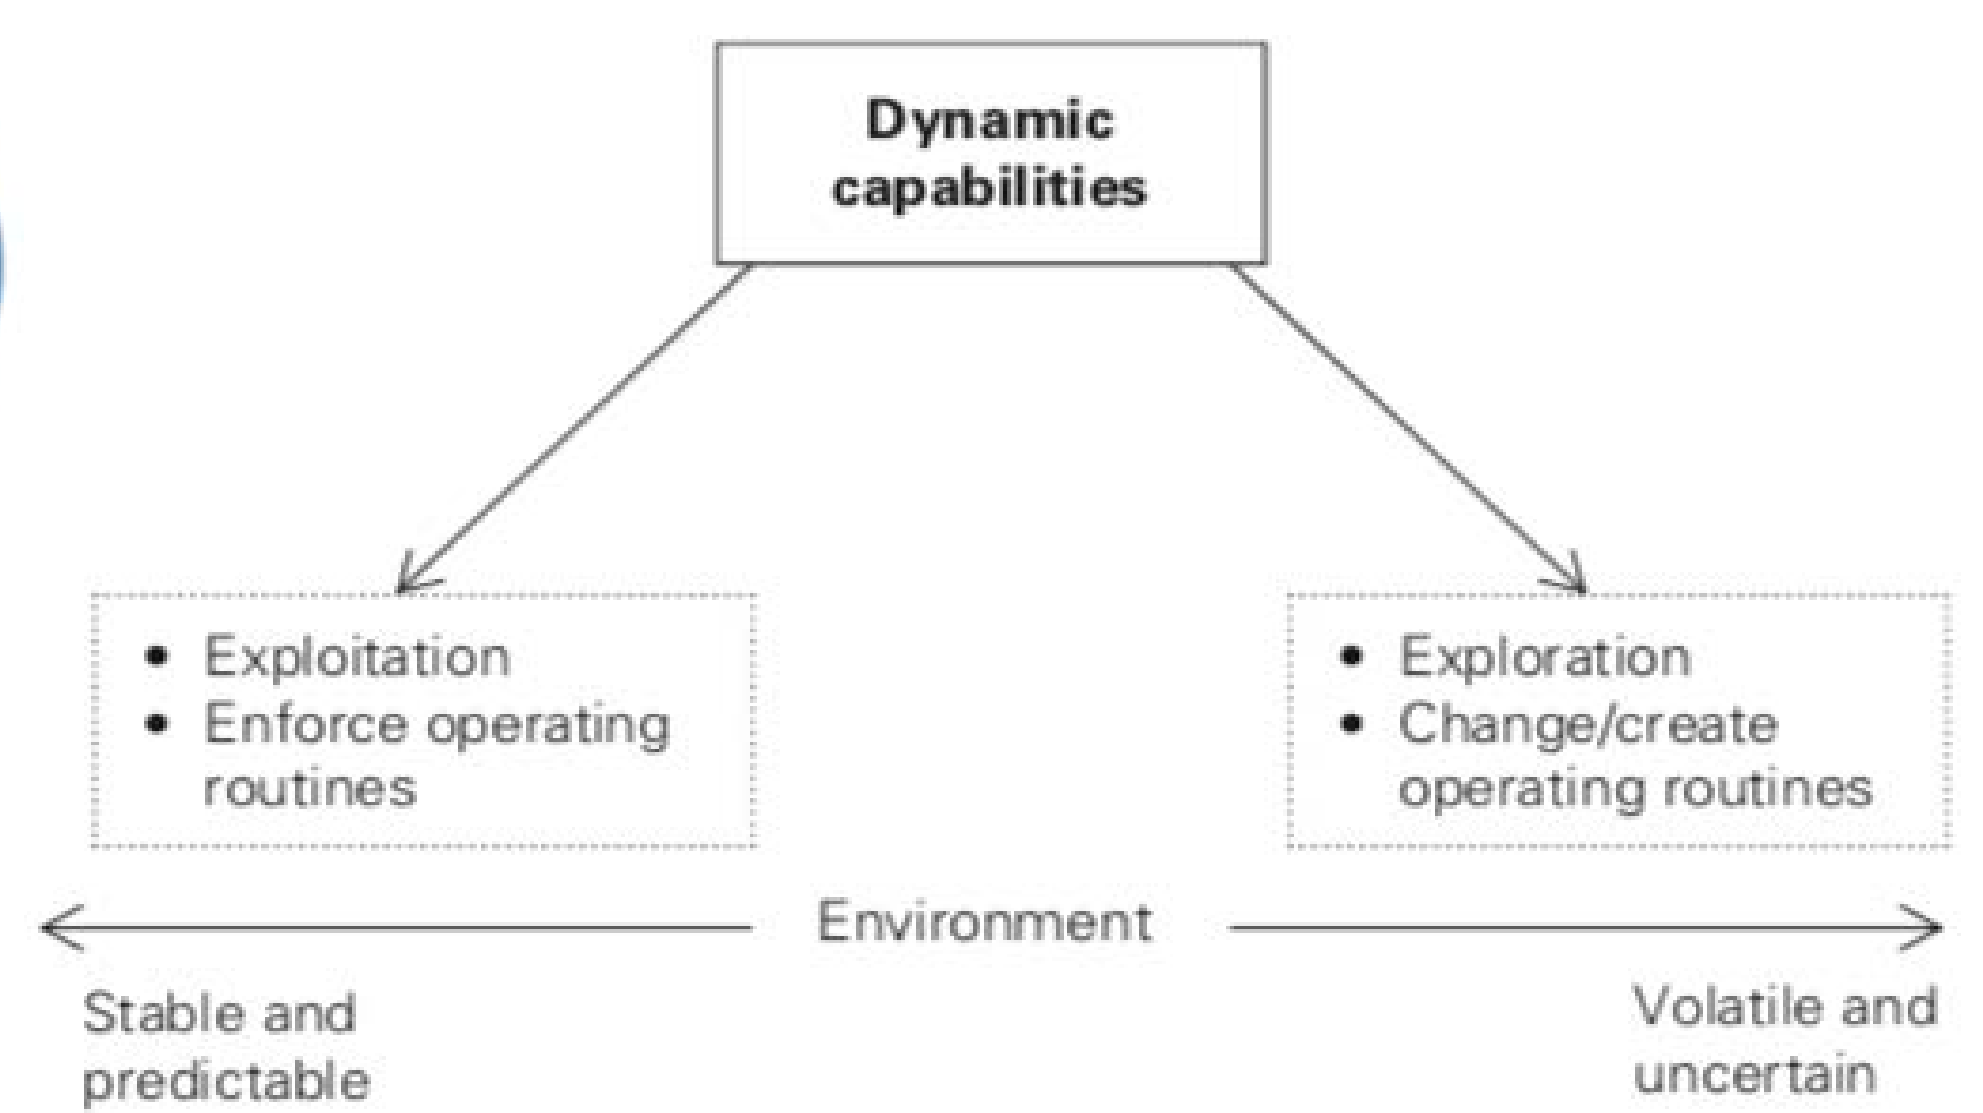 Dynamic
capabilities
• Exploitation
• Enforce operating
routines
• Exploration
• Change/create
operating routines
Environment
Stable and
predictable
Volatile and
uncertain